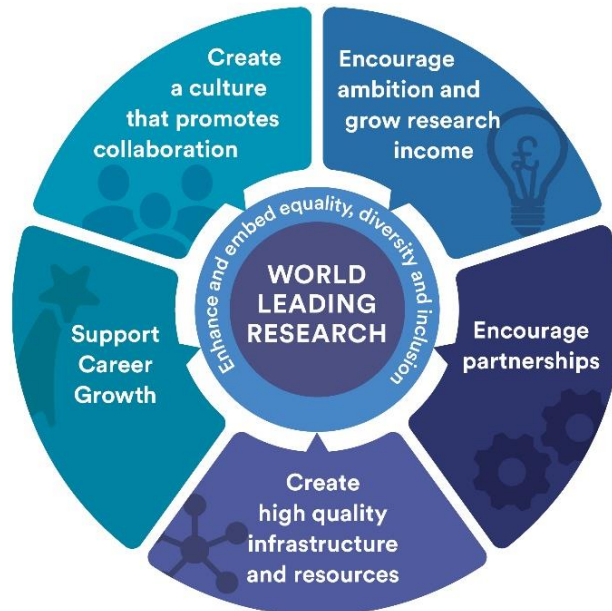 Create
a culture
that promotes
collaboration
Encourage
ambition and
grow research
income
£
Enhance and embed equality, diversity and inclusion
WORLD
LEADING
RESEARCH
Support
Career
Growth
Encourage
partnerships
Create
high quality
infrastructure
and resources